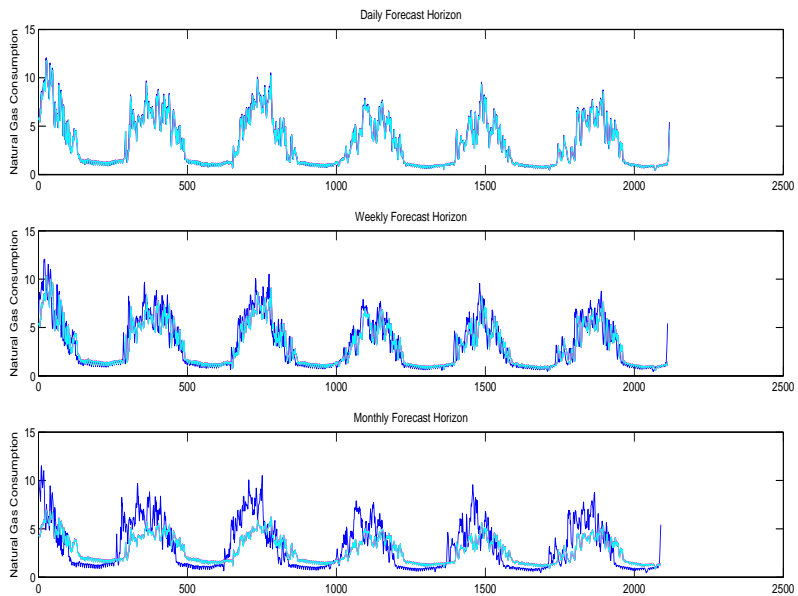 Daily Forecast Horizon
15
10
5
0
Natural Gas Consumption
0 500 1000 1500 2000 2500
Weekly Forecast Horizon
15
10
5
0
Natural Gas Consumption
0 500 1000 1500 2000 2500
Monthly Forecast Horizon
15
10
5
0
Natural Gas Consumption
0 500 1000 1500 2000 2500